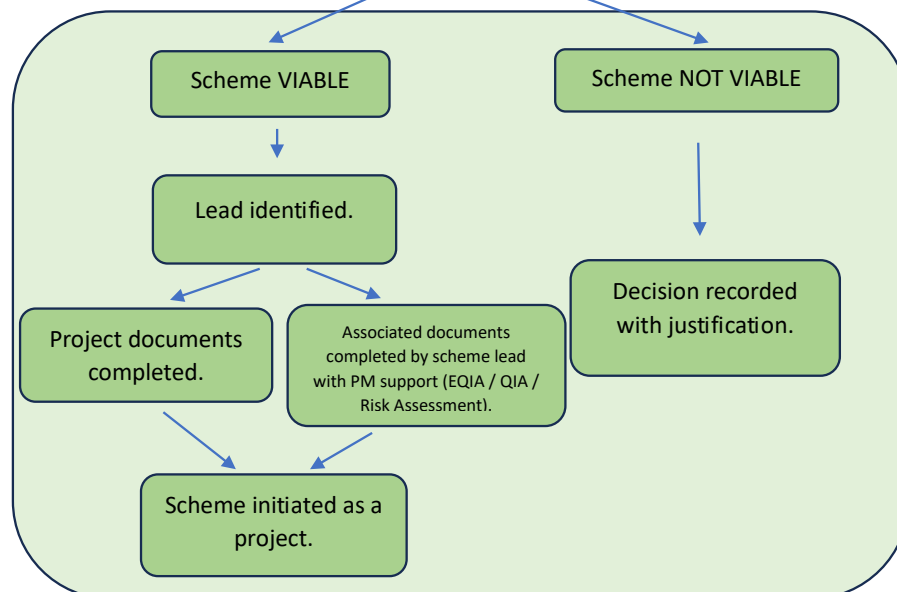 Scheme VIABLE
Scheme NOT VIABLE
Lead identified.
Decision recorded
with justification.
Project documents
completed.
Associated documents
completed by scheme lead
with PM support (EQIA / QIA /
Risk Assessment).
Scheme initiated as a
project.